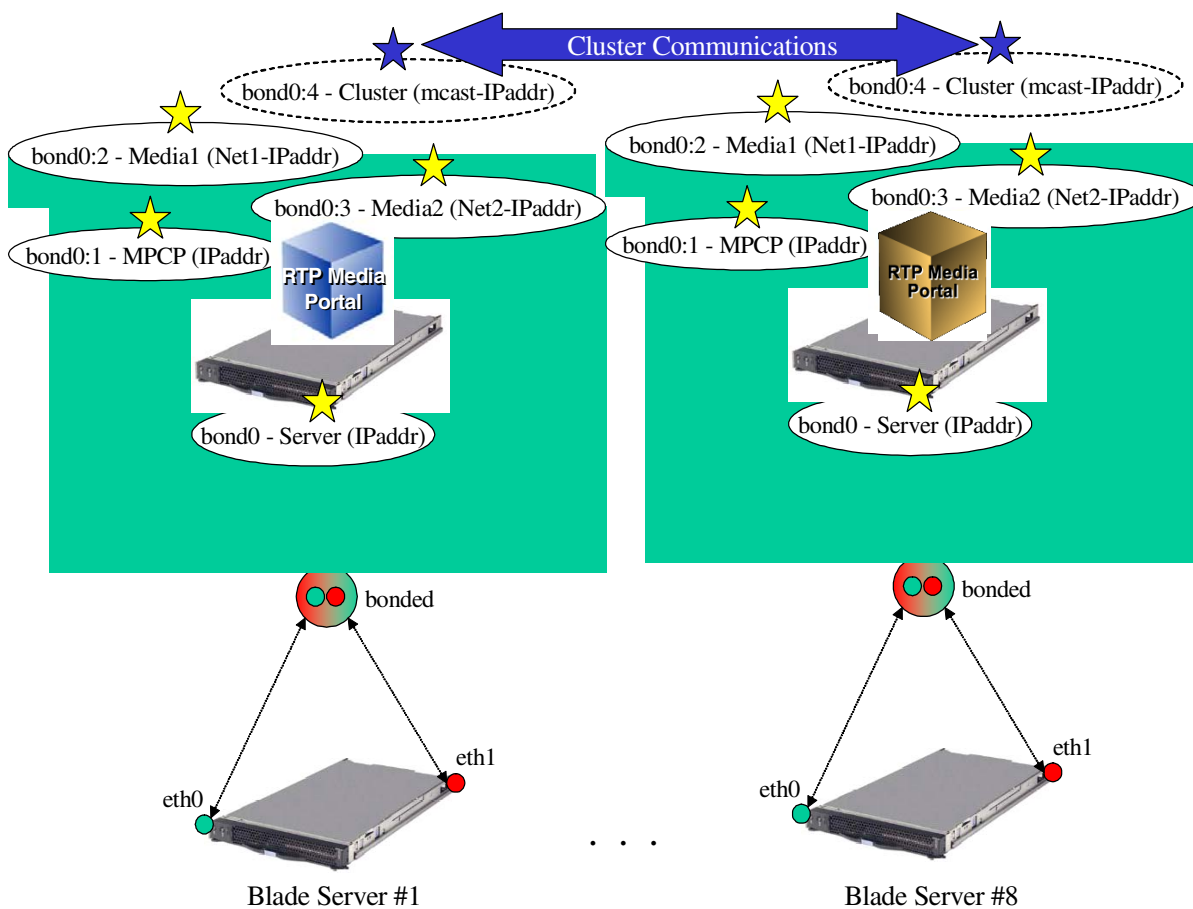 Cluster Communications
bond0:4 - Cluster (mcast-IPaddr)
bond0:4 - Cluster (mcast-IPaddr)
bond0:2 - Media1 (Net1-IPaddr)
bond0:2 - Media1 (Net1-IPaddr)
bond0:3 - Media2 (Net2-IPaddr)
bond0:3 - Media2 (Net2-IPaddr)
bond0:1 - MPCP (IPaddr)
bond0:1 - MPCP (IPaddr)
RTP Media
Portal
RTP Media
Portal
bond0 - Server (IPaddr)
bond0 - Server (IPaddr)
bonded
bonded
eth1
eth1
eth0
eth0
. . .
Blade Server #1
Blade Server #8